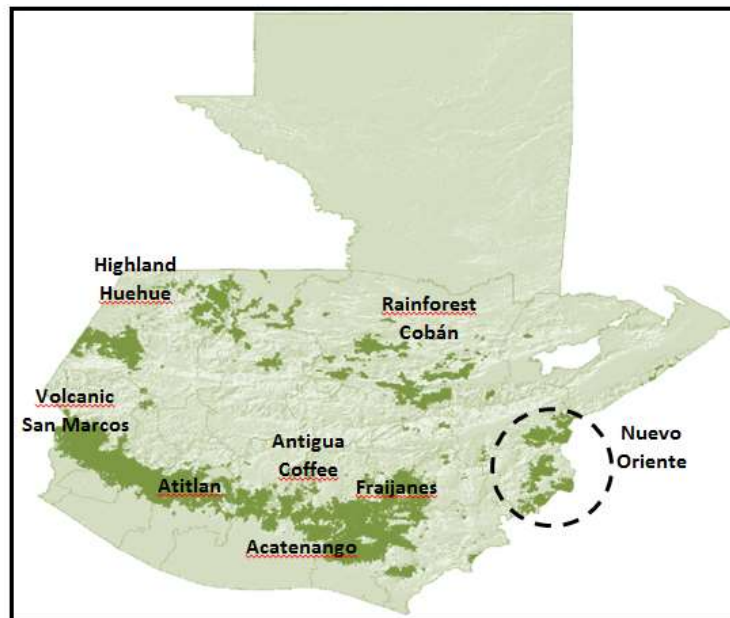 Highland
Huehue
Rainforest
Cobán
Volcanic
San Marcos
Antigua
Coffee
Nuevo
Oriente
Atitlan
Fraijanes
Acatenango